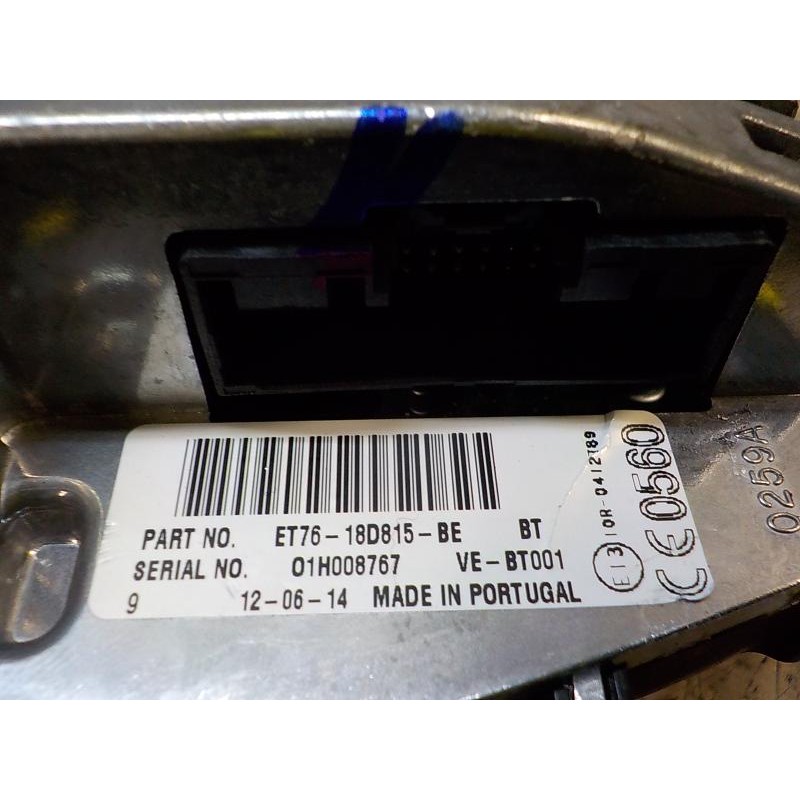 PART NO. ET76-18D815-BE BT
SERIAL NO. 01H008767 VE-BT001
9 12-06-14 MADE IN PORTUGAL
E13 10R-0412789
CE0560
0259A1